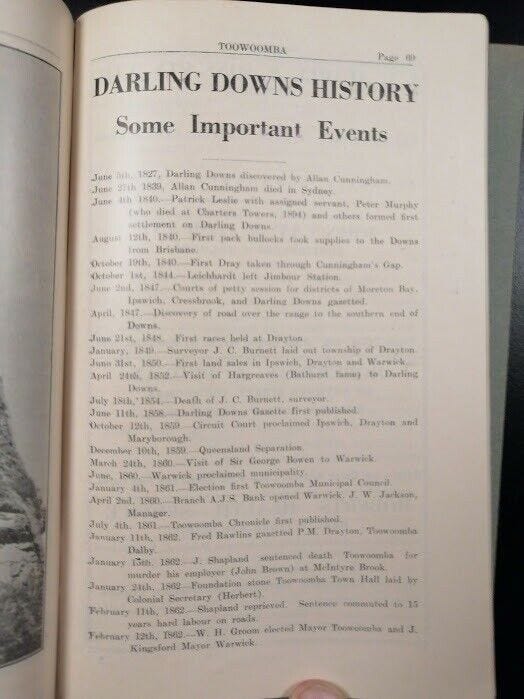 TOOWOOMBA
Page 69
DARLING DOWNS HISTORY
Some Important Events
June 5th, 1827, Darling Downs discovered by Allan Cunningham.
June 27th 1839, Allan Cunningham died in Sydney.
June 4th 1840.—Patrick Leslie with assigned servant, Peter Murphy
(who died at Charters Towers, 1894) and others formed first
settlement on Darling Downs.
August 12th, 1840.—First pack bullocks took supplies to the Downs
from Brisbane.
October 19th, 1840.—First Dray taken through Cunningham's Gap.
October 1st, 1844.—Leichhardt left Jimbour Station.
June 2nd, 1847.—Courts of petty session for districts of Moreton Bay,
Ipswich, Cressbrook, and Darling Downs gazetted.
April, 1847.—Discovery of road over the range to the southern end of
Downs.
June 21st, 1848. First races held at Drayton.
January, 1849.—Surveyor J. C. Burnett laid out township of Drayton.
June 31st, 1850.—First land sales in Ipswich, Drayton and Warwick.
April 24th, 1852.—Visit of Hargreaves (Bathurst fame) to Darling
Downs.
July 18th, 1854.—Death of J. C. Burnett, surveyor.
June 11th, 1858.—Darling Downs Gazette first published.
October 12th, 1859.—Circuit Court proclaimed Ipswich, Drayton and
Maryborough.
December 10th, 1859.—Queensland Separation.
March 24th, 1860.—Visit of Sir George Bowen to Warwick.
June, 1860.—Warwick proclaimed municipality.
January 4th, 1861.—Election first Toowoomba Municipal Council.
April 2nd, 1860.—Branch A.J.S. Bank opened Warwick. J. W. Jackson,
Manager.
July 4th, 1861.—Toowoomba Chronicle first published.
January 11th, 1862. Fred Rawlins gazetted P.M. Drayton, Toowoomba
Dalby.
January 15th, 1862.—J. Shapland sentenced death Toowoomba for
murder his employer (John Brown) at McIntyre Brook.
January 24th, 1862—Foundation stone Toowoomba Town Hall laid by
Colonial Secretary (Herbert).
February 11th, 1862.—Shapland reprieved. Sentence commuted to 15
years hard labour on roads.
February 12th, 1862.—W. H. Groom elected Mayor Toowoomba and J.
Kingsford Mayor Warwick.